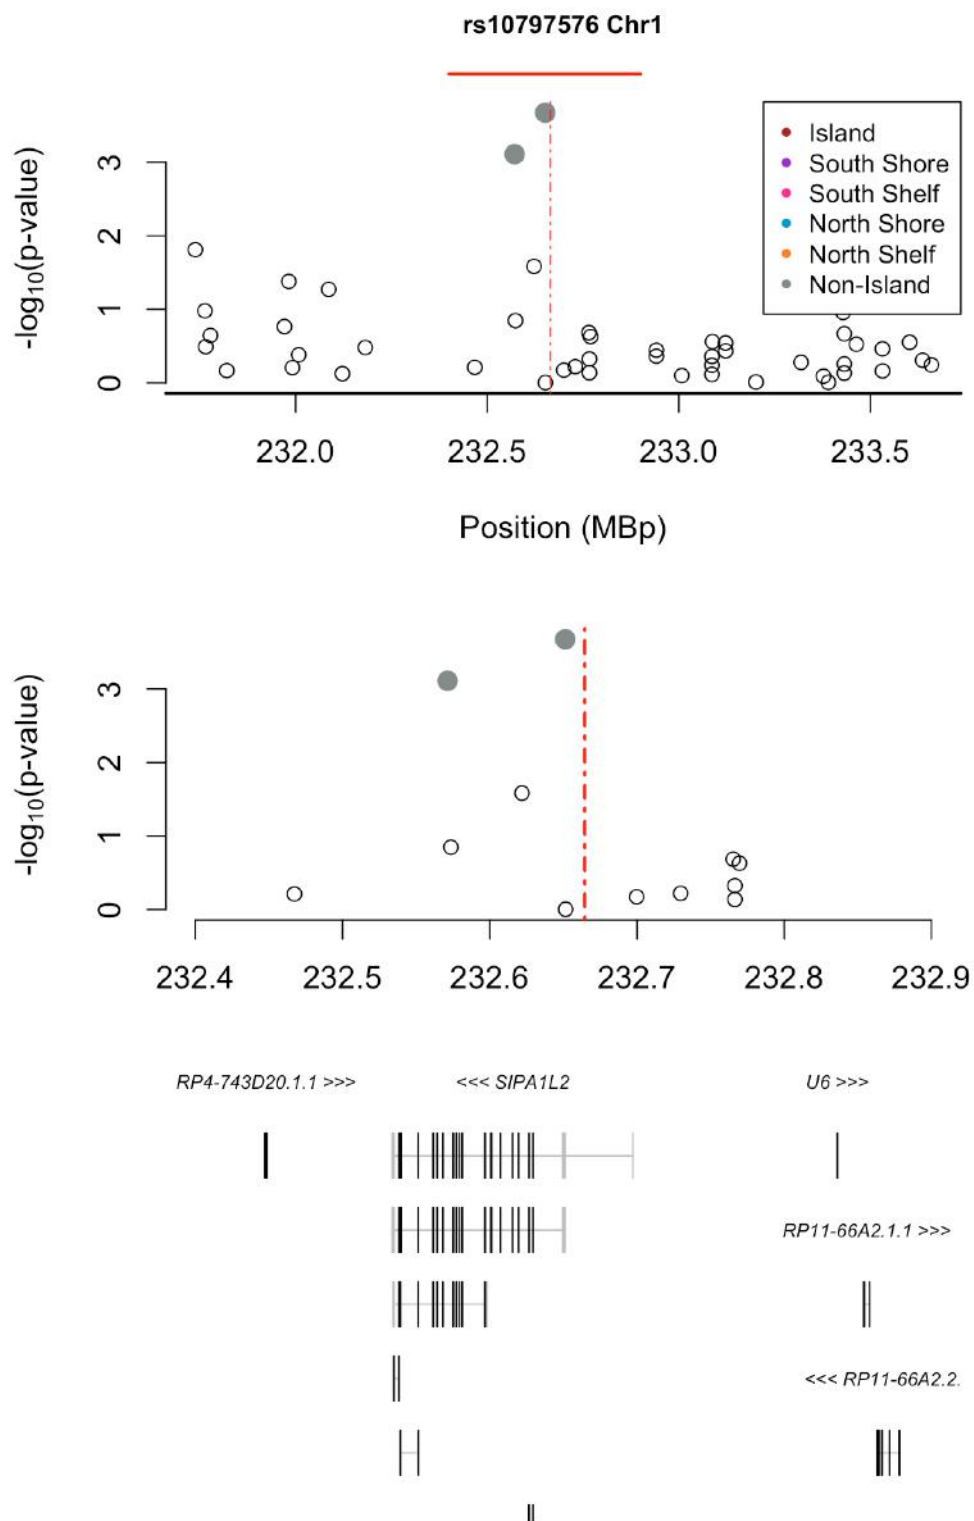 rs10797576 Chr1
-log10(p-value)
3
2
1
0
Island
South Shore
South Shelf
North Shore
North Shelf
Non-Island
232.0 232.5 233.0 233.5
Position (MBp)
-log10(p-value)
3
2
1
0
232.4 232.5 232.6 232.7 232.8 232.9
RP4-743D20.1.1 >>> <<< SIPA1L2 U6 >>>
RP11-66A2.1.1 >>>
<<< RP11-66A2.2.